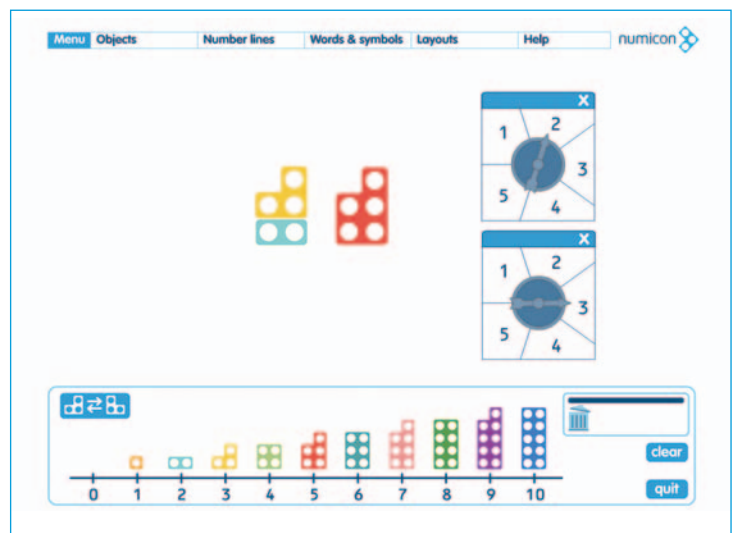 Menu Objects Number lines Words & symbols Layouts Help numicon
X
1 2 3 4 5
X
1 2 3 4 5
clear
0 1 2 3 4 5 6 7 8 9 10
quit